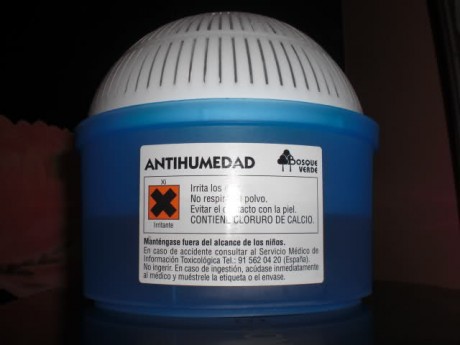 ANTIHUMEDAD
BOSQUE
VERDE
Xi
Irritante
Irrita los
No respirar el polvo.
Evitar el contacto con la piel.
CONTIENE CLORURO DE CALCIO.
Manténgase fuera del alcance de los niños.
En caso de accidente consultar al Servicio Médico de
Información Toxicológica Tel.: 91 562 04 20 (España).
No ingerir. En caso de ingestión, acúdase inmediatamente
al médico y muéstrele la etiqueta o el envase.